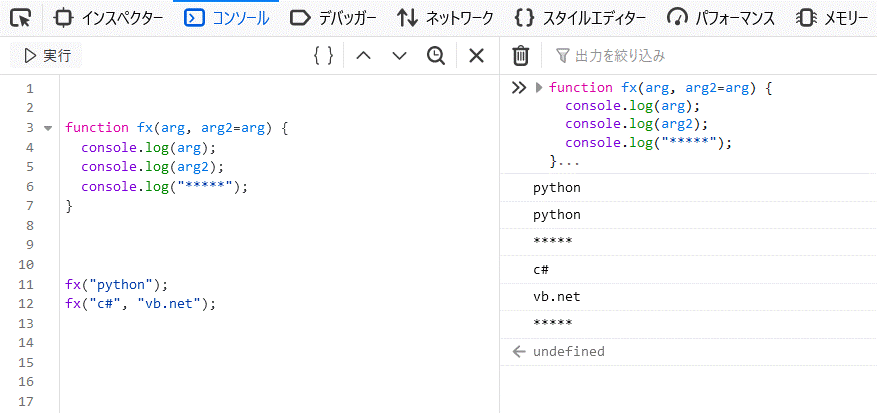 インスペクター コンソール デバッガー ネットワーク スタイルエディター パフォーマンス メモリー
実行 { } 出力を絞り込み
1
2
3 function fx(arg, arg2=arg) {
4 console.log(arg);
5 console.log(arg2);
6 console.log("*****");
7 }
8
9
10
11 fx("python");
12 fx("c#", "vb.net");
13
14
15
16
17
function fx(arg, arg2=arg) {
console.log(arg);
console.log(arg2);
console.log("*****");
}...
python
python
*****
c#
vb.net
*****
undefined